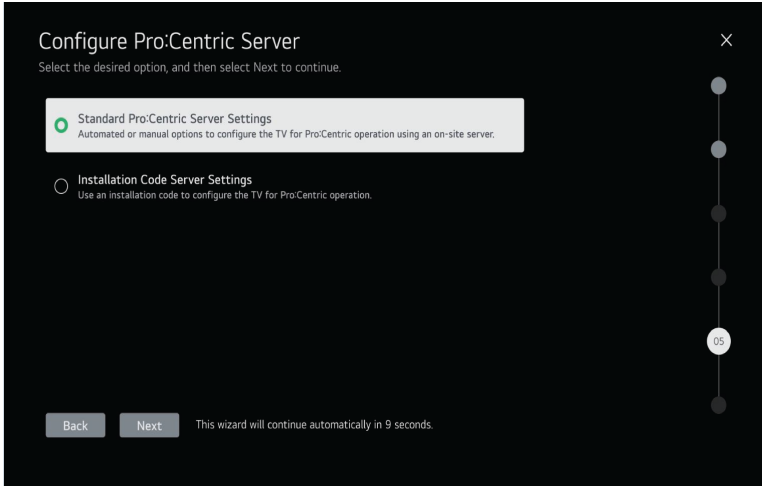 Configure Pro:Centric Server
Select the desired option, and then select Next to continue.
Standard Pro:Centric Server Settings
Automated or manual options to configure the TV for Pro:Centric operation using an on-site server.
Installation Code Server Settings
Use an installation code to configure the TV for Pro:Centric operation.
05
Back
Next
This wizard will continue automatically in 9 seconds.